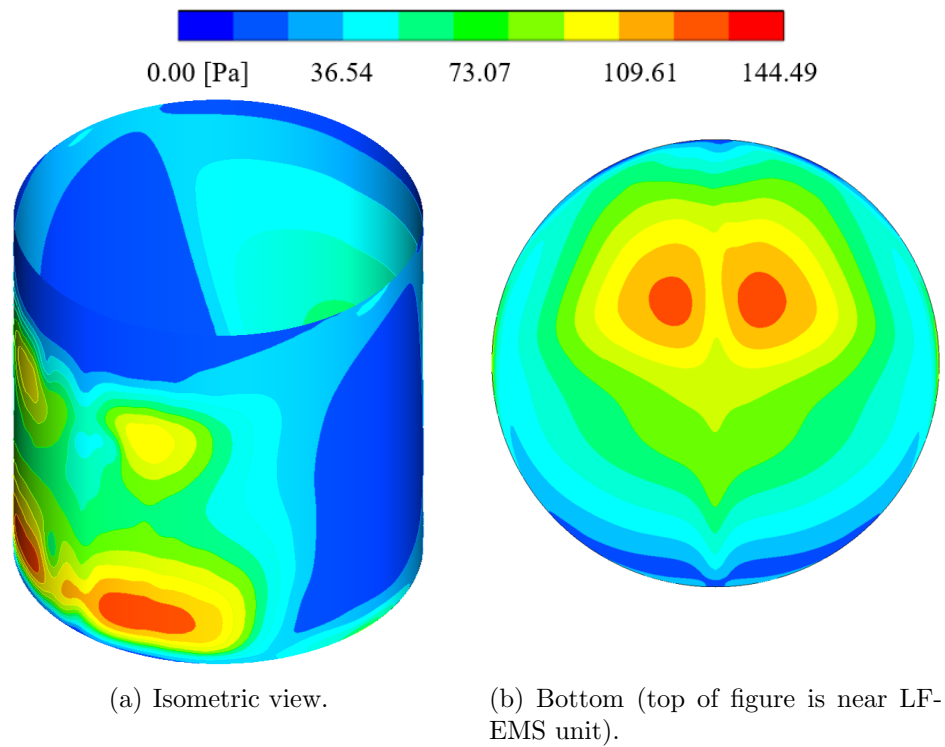 0.00 [Pa] 36.54 73.07 109.61 144.49
(a) Isometric view.
(b) Bottom (top of figure is near LF-
EMS unit).